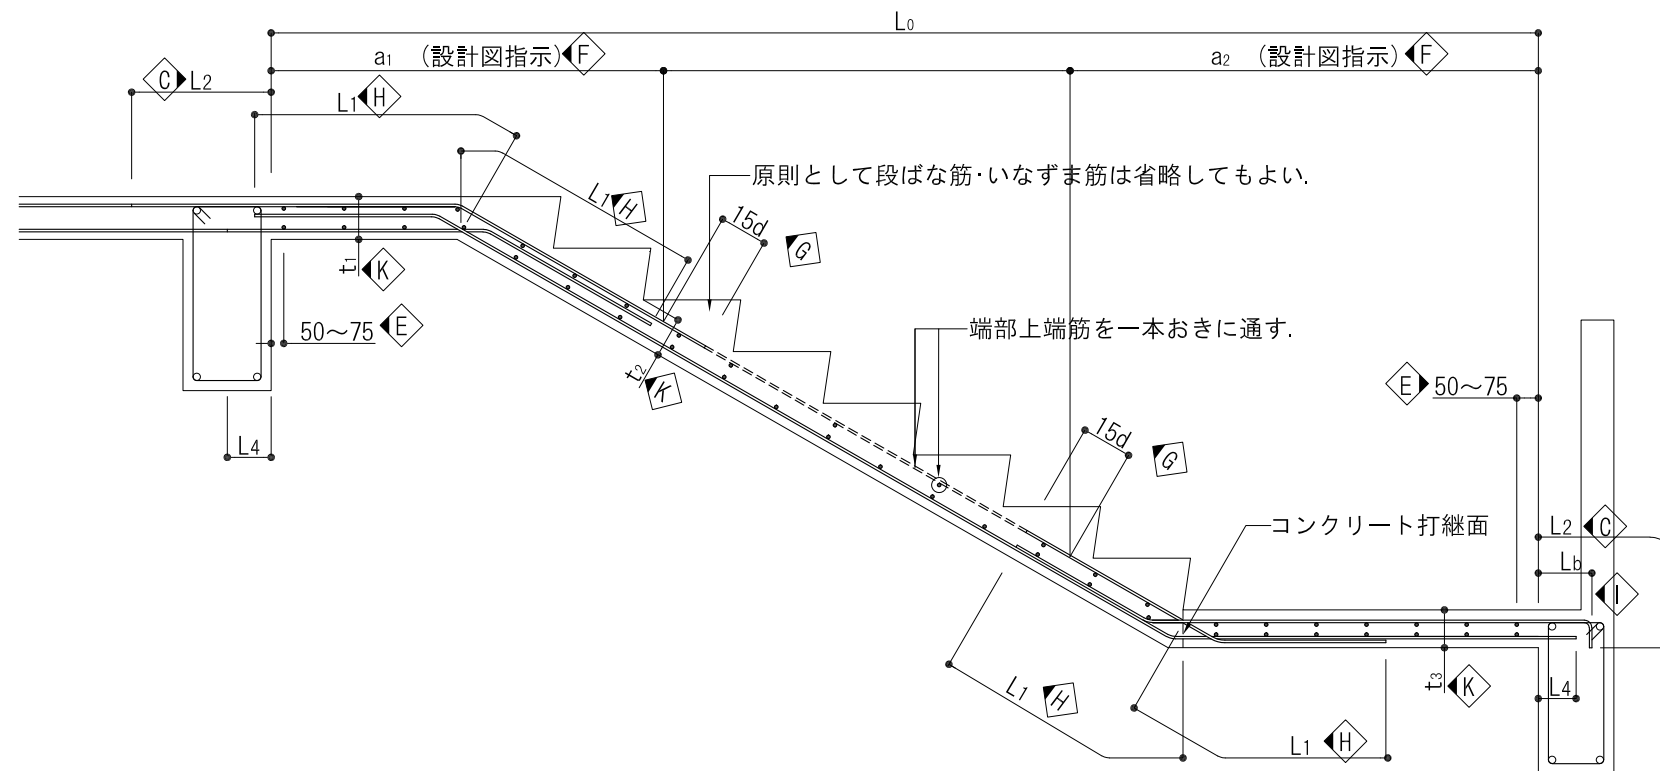 L0
a1 (設計図指示) F
a2 (設計図指示) F
C L2
L1 H
原則として段ばな筋・いなずま筋は省略してもよい.
L1 H
15d
G
t1 K
50〜75 E
端部上端筋を一本おきに通す.
t2 K
E 50〜75
15d
G
L4
コンクリート打継面
L2 C
Lb
I
L1 H
t3 K
L4
L1 H